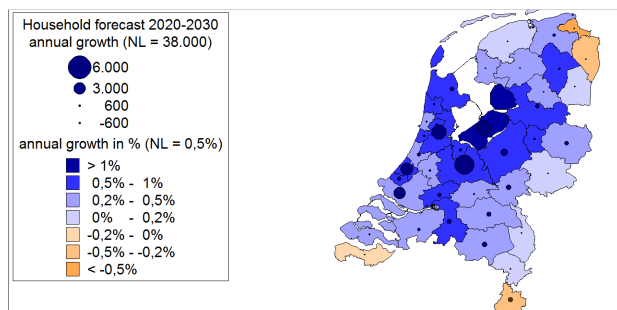 Household forecast 2020-2030
annual growth (NL = 38.000)
6.000
3.000
600
-600
annual growth in % (NL = 0,5%)
> 1%
0,5% - 1%
0,2% - 0,5%
0% - 0,2%
-0,2% - 0%
-0,5% - -0,2%
< -0,5%